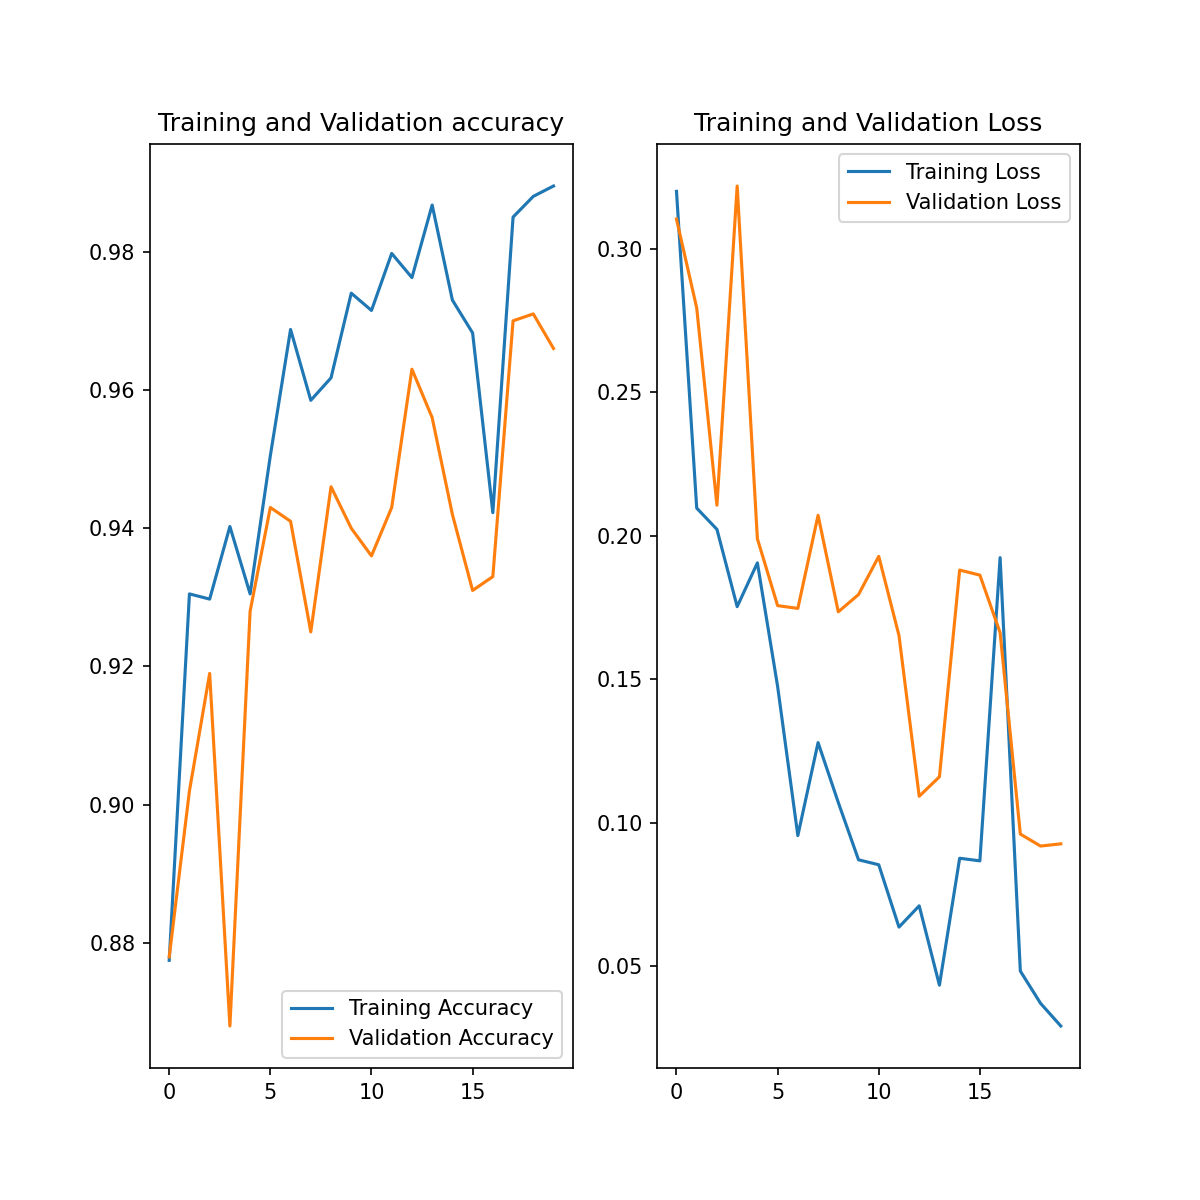 Training and Validation accuracy
0.98
0.96
0.94
0.92
0.90
0.88
Training Accuracy
Validation Accuracy
0 5 10 15
Training and Validation Loss
Training Loss
Validation Loss
0.30
0.25
0.20
0.15
0.10
0.05
0 5 10 15